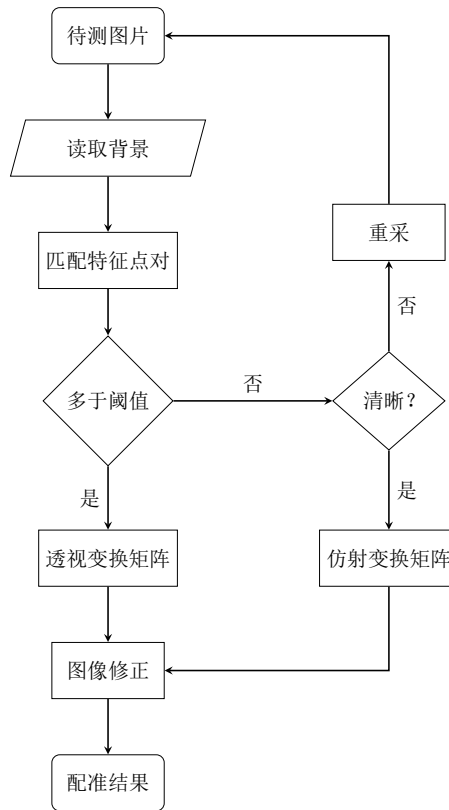 待测图片
读取背景
重采
匹配特征点对
否
否
多于阈值
清晰?
是
是
透视变换矩阵
仿射变换矩阵
图像修正
配准结果